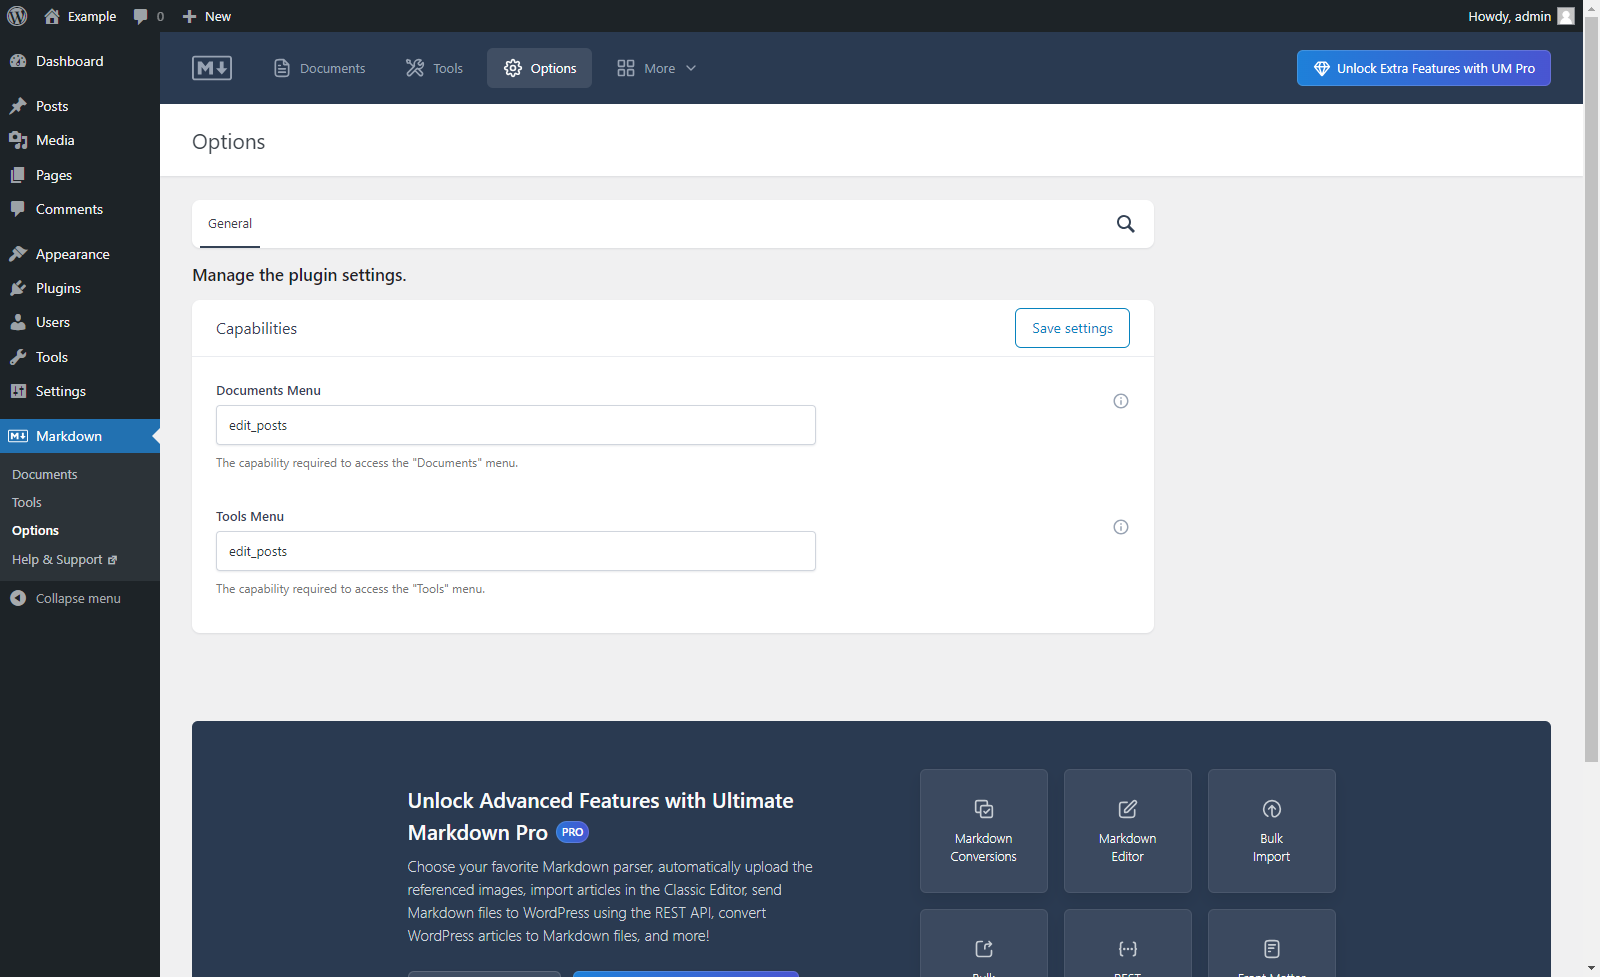 Example
0
New
Howdy, admin
Dashboard
Posts
Media
Pages
Comments
Appearance
Plugins
Users
Tools
Settings
Markdown
Documents
Tools
Options
Help & Support
Collapse menu
M
Documents
Tools
Options
More
Unlock Extra Features with UM Pro
Options
General
Manage the plugin settings.
Capabilities
Save settings
Documents Menu
edit_posts
The capability required to access the "Documents" menu.
Tools Menu
edit_posts
The capability required to access the "Tools" menu.
Unlock Advanced Features with Ultimate
Markdown Pro PRO
Choose your favorite Markdown parser, automatically upload the
referenced images, import articles in the Classic Editor, send
Markdown files to WordPress using the REST API, convert
WordPress articles to Markdown files, and more!
Markdown
Conversions
Markdown
Editor
Bulk
Import
Bulk
REST
Front Matter